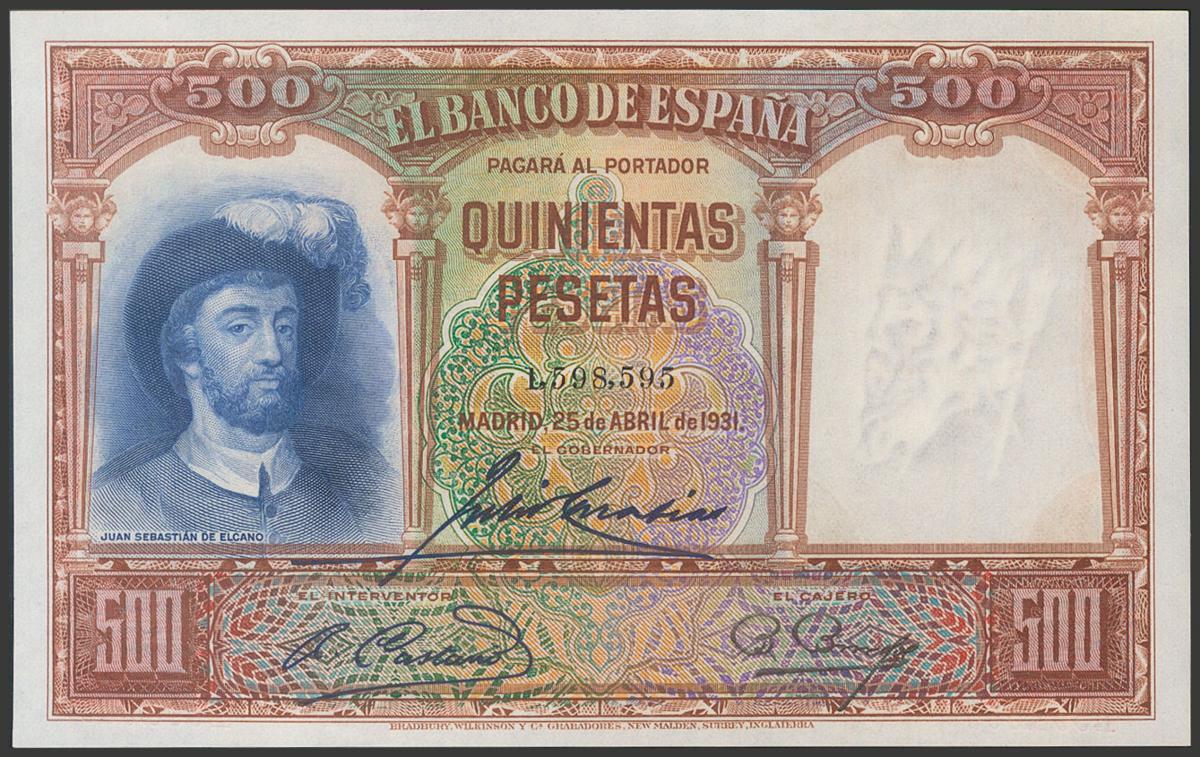 500
500
EL BANCO DE ESPAÑA
PAGARÁ AL PORTADOR
QUINIENTAS
PESETAS
L,598,595
MADRID, 25 de ABRIL de 1931.
EL GOBERNADOR
JUAN SEBASTIÁN DE ELCANO
500
EL INTERVENTOR
EL CAJERO
500
BRADBURY, WILKINSON Y Cª GRABADORES, NEW MALDEN, SURREY, INGLATERRA